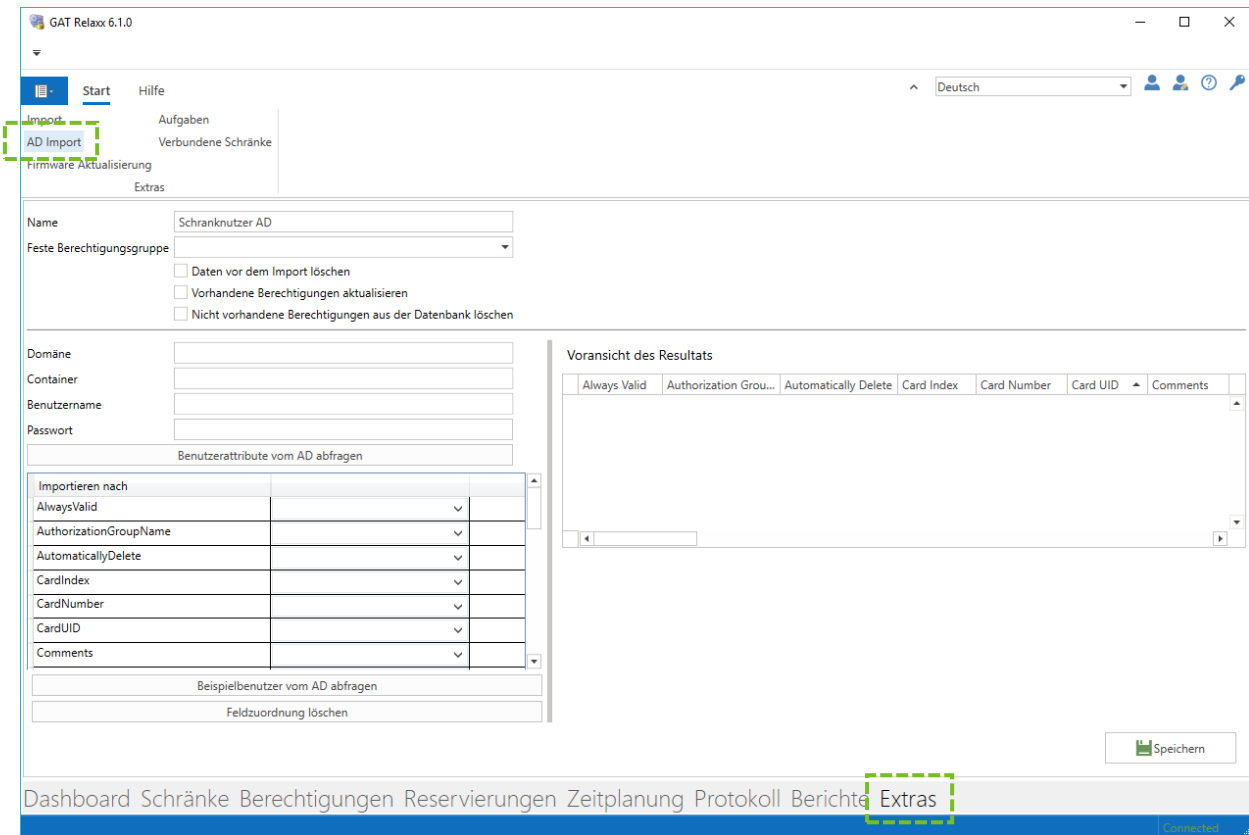 GAT Relaxx 6.1.0
Start Hilfe
Deutsch
Import Aufgaben
AD Import Verbundene Schränke
Firmware Aktualisierung
Extras
Name Schranknutzer AD
Feste Berechtigungsgruppe
Daten vor dem Import löschen
Vorhandene Berechtigungen aktualisieren
Nicht vorhandene Berechtigungen aus der Datenbank löschen
Domäne
Container
Benutzername
Passwort
Benutzerattribute vom AD abfragen
Importieren nach
AlwaysValid
AuthorizationGroupName
AutomaticallyDelete
CardIndex
CardNumber
CardUID
Comments
Beispielbenutzer vom AD abfragen
Feldzuordnung löschen
Voransicht des Resultats
Always Valid Authorization Grou... Automatically Delete Card Index Card Number Card UID Comments
Speichern
Dashboard Schränke Berechtigungen Reservierungen Zeitplanung Protokoll Berichte Extras
Connected